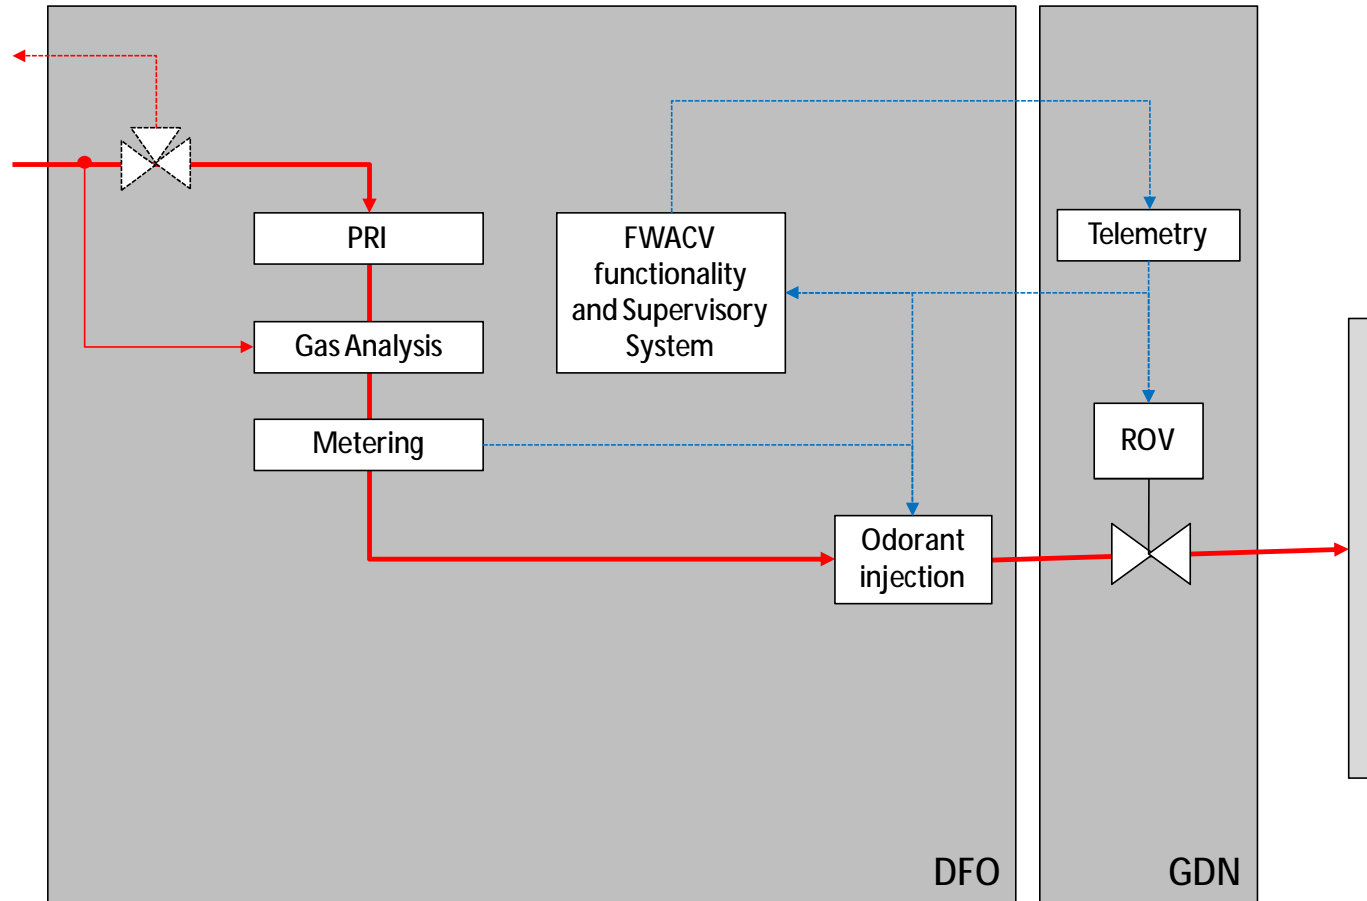 PRI
Gas Analysis
Metering
FWACV
functionality
and Supervisory
System
Telemetry
ROV
Odorant
injection
DFO
GDN